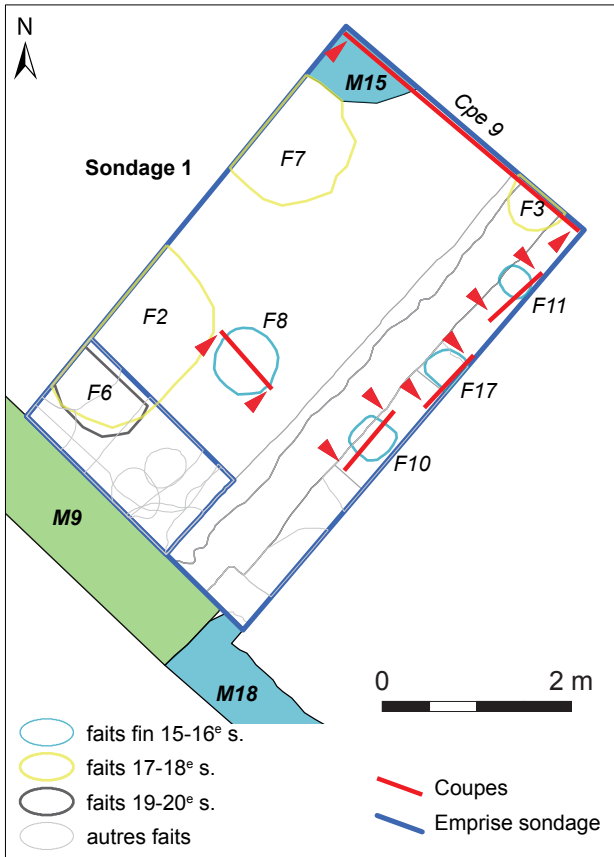 N
M15
Cpe 9
Sondage 1
F7
F3
F11
F2
F8
F17
F6
F10
M9
M18
0 2 m
faits fin 15-16e s.
faits 17-18e s.
faits 19-20e s.
autres faits
Coupes
Emprise sondage